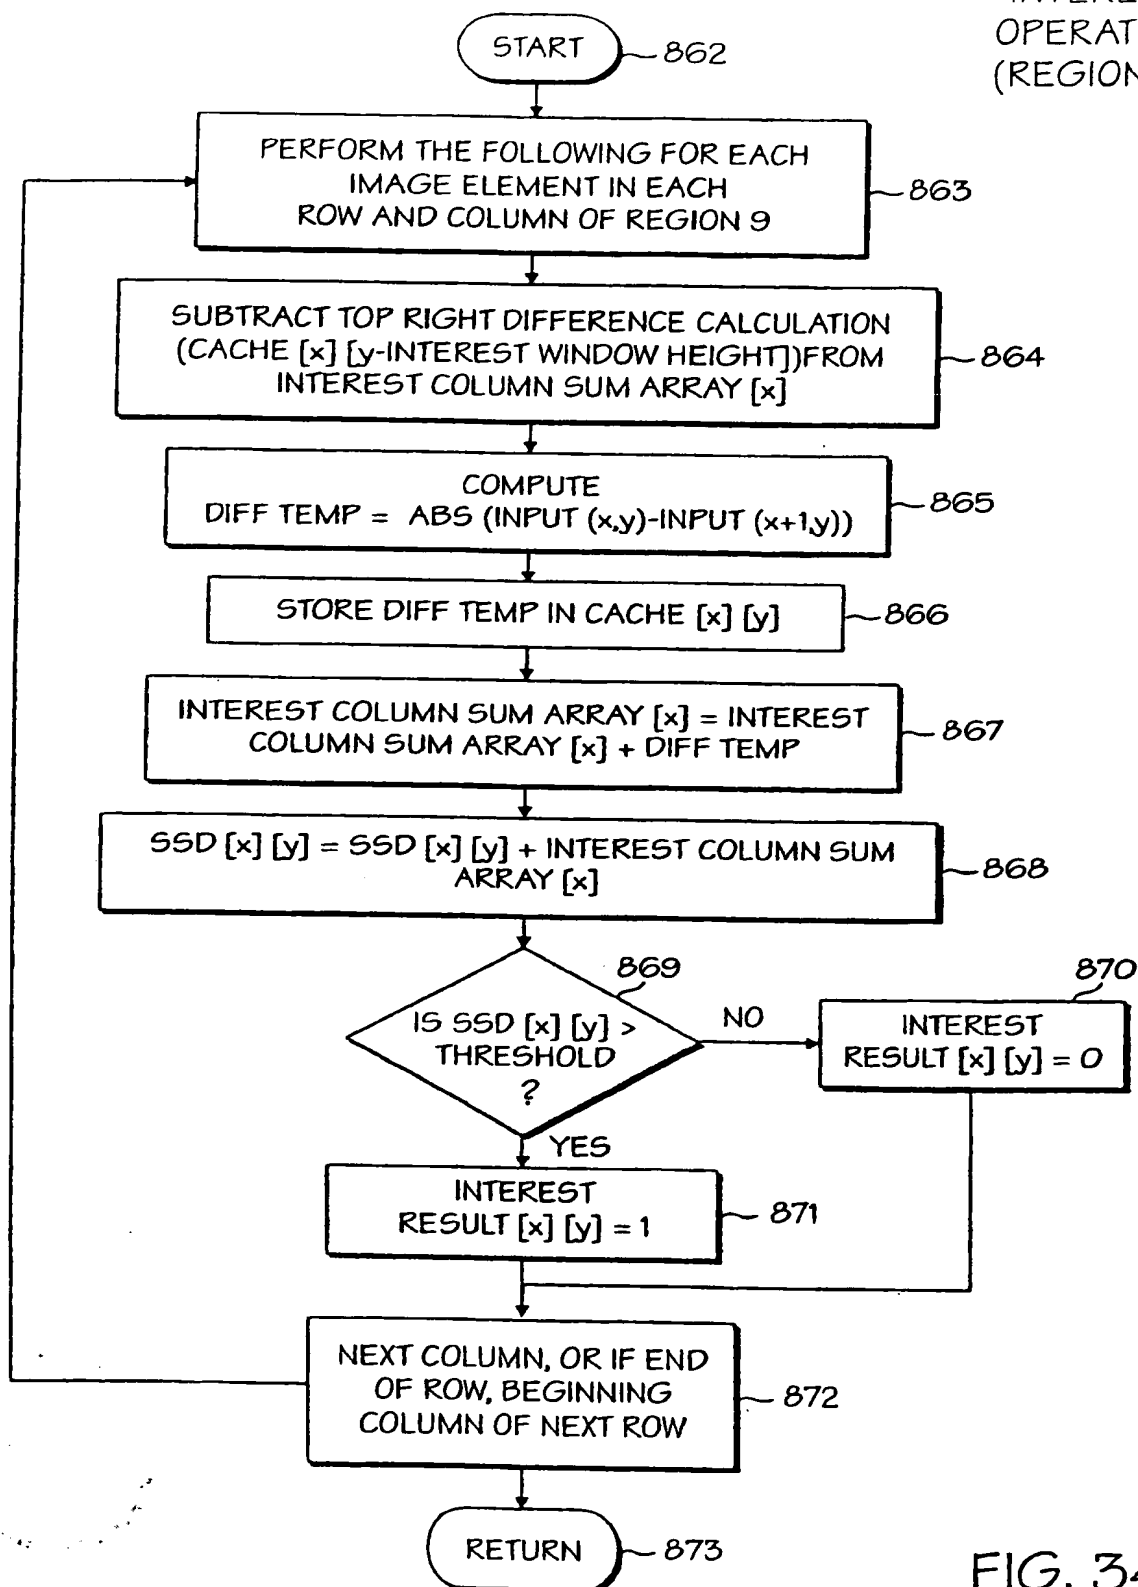 OPERAT
(REGION
START
862
PERFORM THE FOLLOWING FOR EACH
IMAGE ELEMENT IN EACH
ROW AND COLUMN OF REGION 9
863
SUBTRACT TOP RIGHT DIFFERENCE CALCULATION
(CACHE [x] [y-INTEREST WINDOW HEIGHT])FROM
INTEREST COLUMN SUM ARRAY [x]
864
COMPUTE
DIFF TEMP = ABS (INPUT (x,y)-INPUT (x+1,y))
865
STORE DIFF TEMP IN CACHE [x] [y]
866
INTEREST COLUMN SUM ARRAY [x] = INTEREST
COLUMN SUM ARRAY [x] + DIFF TEMP
867
SSD [x] [y] = SSD [x] [y] + INTEREST COLUMN SUM
ARRAY [x]
868
869
IS SSD [x] [y] >
THRESHOLD
?
NO
870
INTEREST
RESULT [x] [y] = 0
YES
INTEREST
RESULT [x] [y] = 1
871
NEXT COLUMN, OR IF END
OF ROW, BEGINNING
COLUMN OF NEXT ROW
872
RETURN
873
FIG. 34